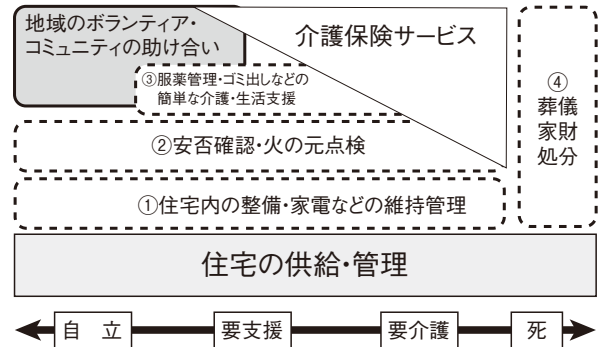 地域のボランティア・
コミュニティの助け合い
介護保険サービス
③服薬管理・ゴミ出しなどの
簡単な介護・生活支援
②安否確認・火の元点検
①住宅内の整備・家電などの維持管理
④
葬儀
家財
処分
住宅の供給・管理
自 立
要支援
要介護
死